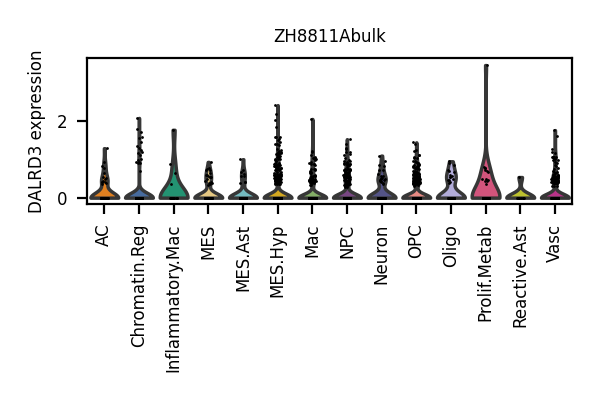 ZH8811Abulk
DALRD3 expression
2
0
AC
Chromatin.Reg
Inflammatory.Mac
MES
MES.Ast
MES.Hyp
Mac
NPC
Neuron
OPC
Oligo
Prolif.Metab
Reactive.Ast
Vasc